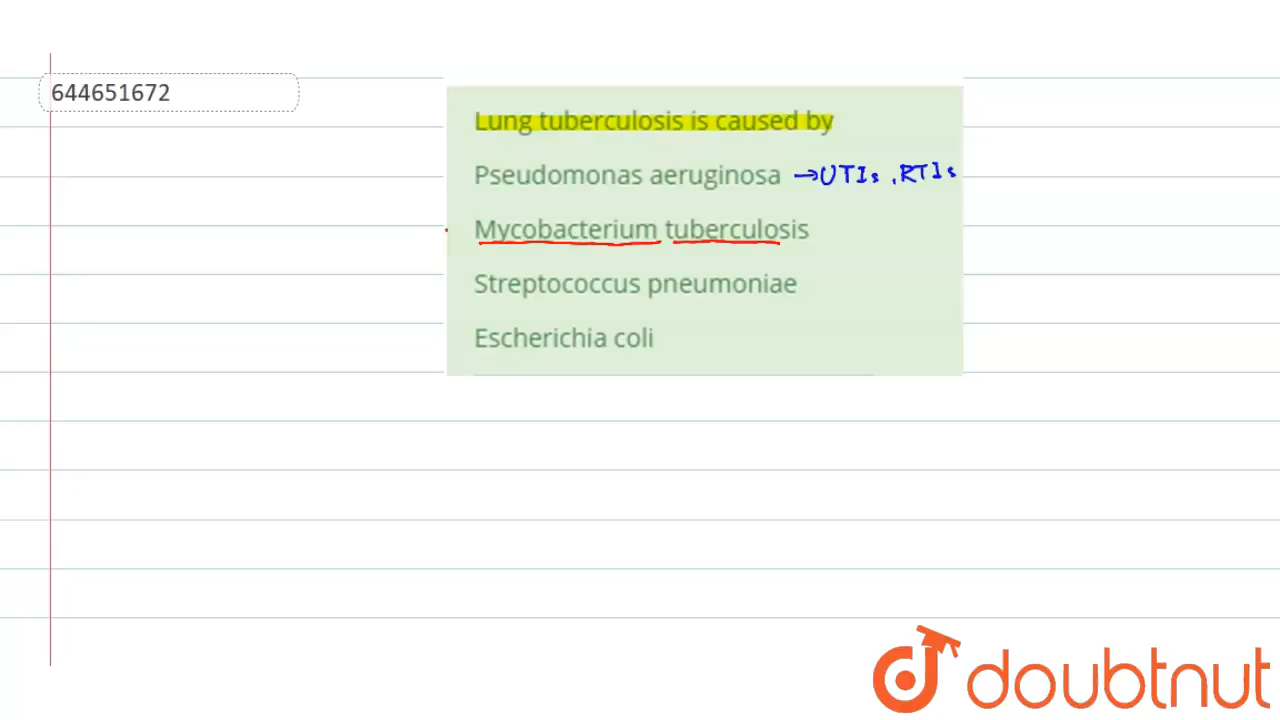 644651672
Lung tuberculosis is caused by
Pseudomonas aeruginosa → UTIs, RTIs
Mycobacterium tuberculosis
Streptococcus pneumoniae
Escherichia coli
doubtnut